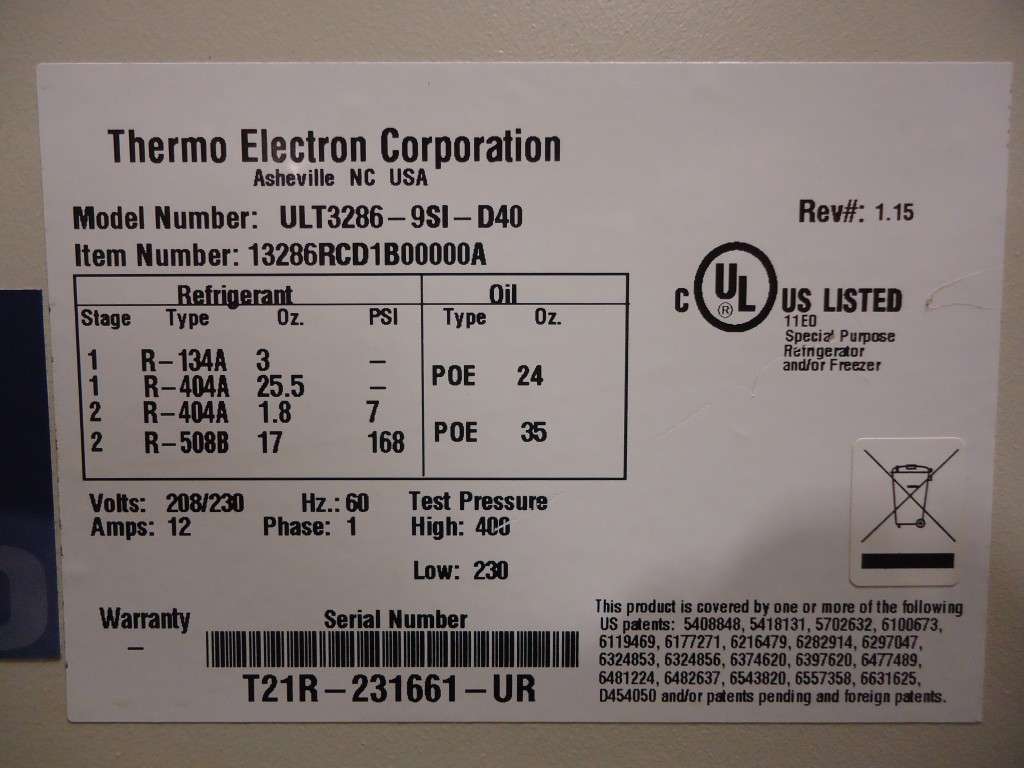 Thermo Electron Corporation
Asheville NC USA
Model Number: ULT3286-9SI-D40
Rev#: 1.15
Item Number: 13286RCD1B00000A
Refrigerant Oil
Stage Type Oz. PSI Type Oz.
1 R-134A 3 –
1 R-404A 25.5 –
POE 24
2 R-404A 1.8 7
2 R-508B 17 168
POE 35
C UL ® US LISTED
11ED
Special Purpose
Refrigerator
and/or Freezer
Volts: 208/230 Hz.: 60 Test Pressure
Amps: 12 Phase: 1 High:
Low: 230
Warranty Serial Number
–
T21R-231661-UR
This product is covered by one or more of the following
US patents: 5408848, 5418131, 5702632, 6100673,
6119469, 6177271, 6216479, 6282914, 6297047,
6324853, 6324856, 6374620, 6397620, 6477489,
6481224, 6482637, 6543820, 6557358, 6631625,
D454050 and/or patents pending and foreign patents.